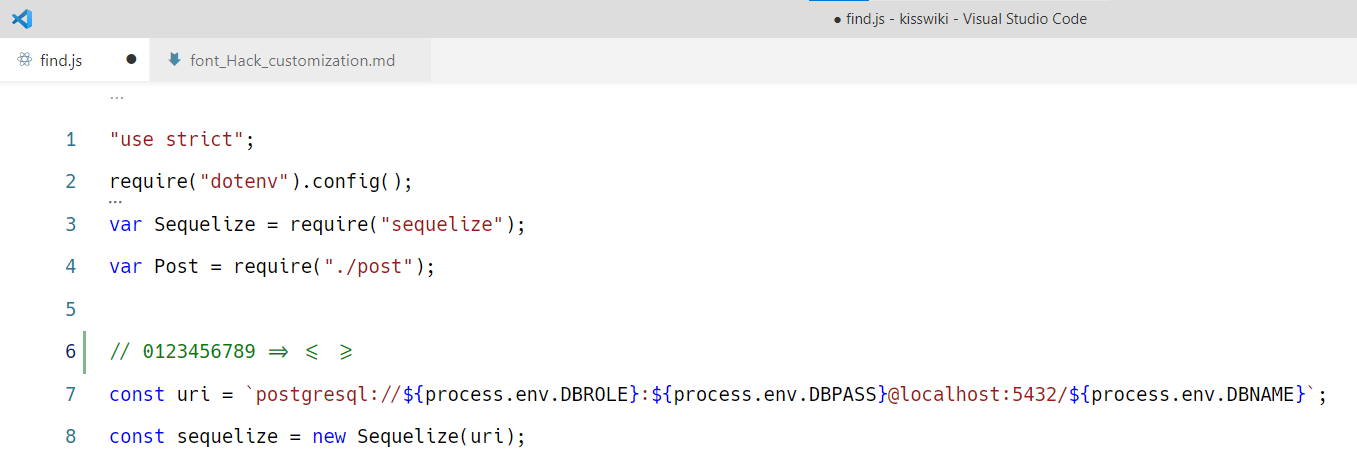 ● find.js - kisswiki - Visual Studio Code
find.js ●
font_Hack_customization.md
...
1 "use strict";
2 require("dotenv").config();
...
3 var Sequelize = require("sequelize");
4 var Post = require("./post");
5
6 // 0123456789 => <= >=
7 const uri = `postgresql://${process.env.DBROLE}:${process.env.DBPASS}@localhost:5432/${process.env.DBNAME}`;
8 const sequelize = new Sequelize(uri);